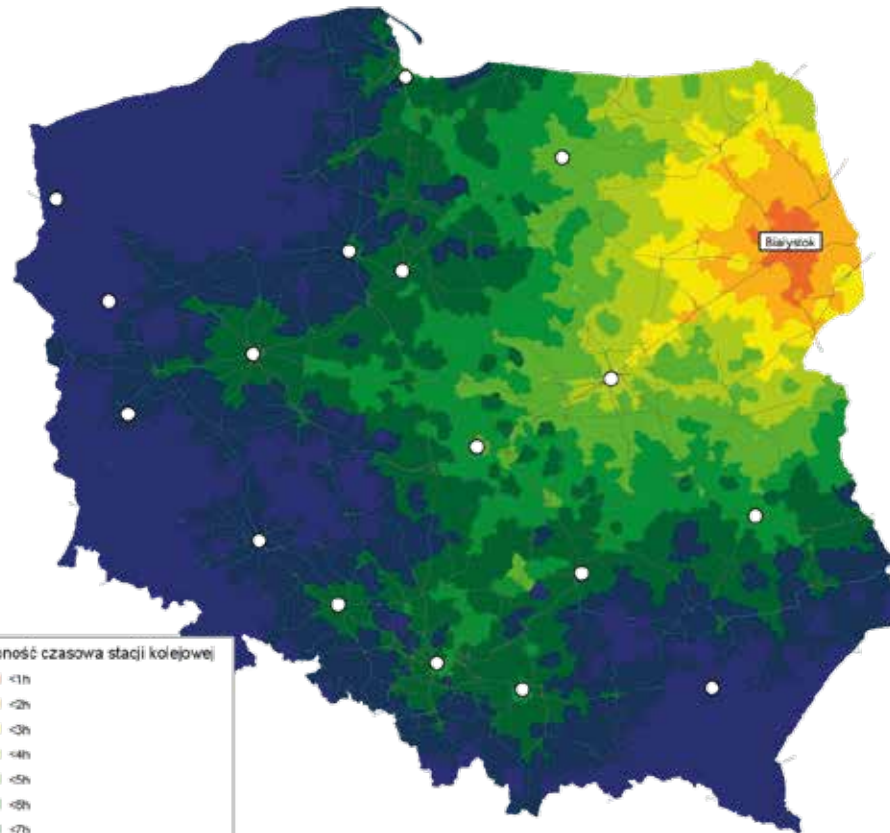 Białystok
ność czasowa stacji kolejowej
<1h
<2h
<3h
<4h
<5h
<6h
<7h